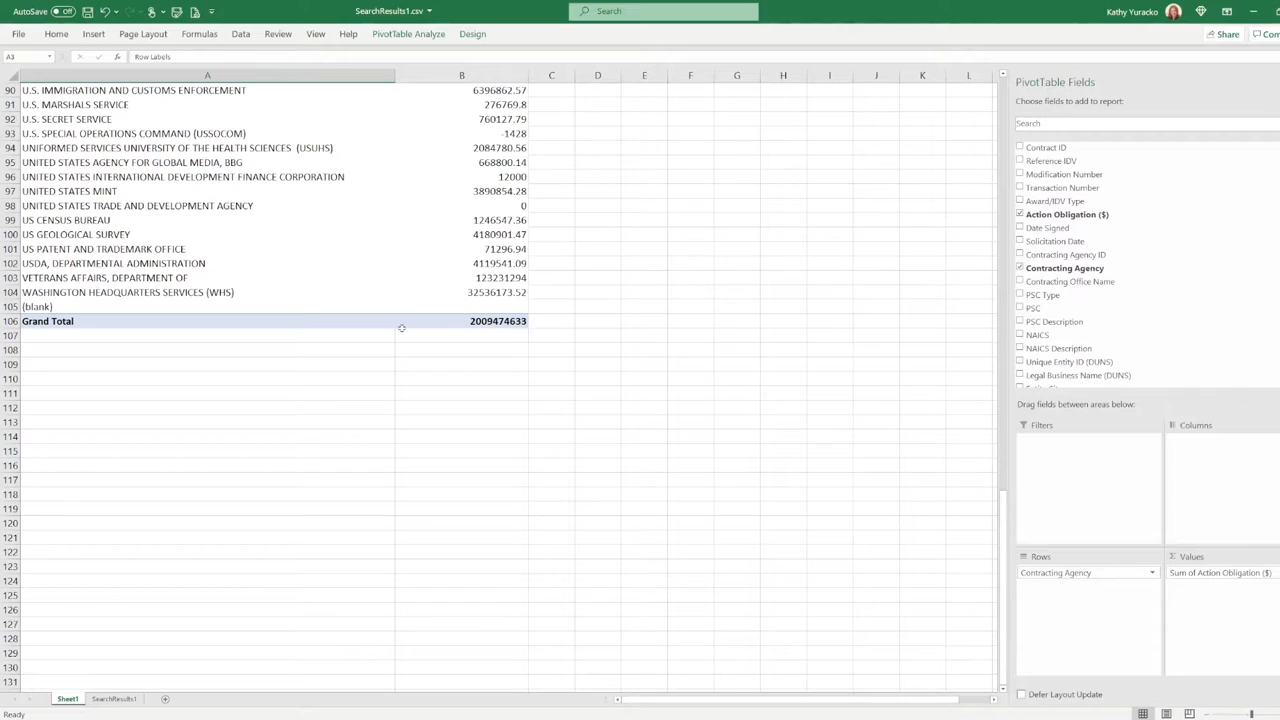 AutoSave Off
SearchResults1.csv
Search
Kathy Yuracko
File Home Insert Page Layout Formulas Data Review View Help PivotTable Analyze Design
Share
Com
A3
fx
Row Labels
A B C D E F G H I J K L
90 U.S. IMMIGRATION AND CUSTOMS ENFORCEMENT 6396862.57
91 U.S. MARSHALS SERVICE 276769.8
92 U.S. SECRET SERVICE 760127.79
93 U.S. SPECIAL OPERATIONS COMMAND (USSOCOM) -1428
94 UNIFORMED SERVICES UNIVERSITY OF THE HEALTH SCIENCES (USUHS) 2084780.56
95 UNITED STATES AGENCY FOR GLOBAL MEDIA, BBG 668800.14
96 UNITED STATES INTERNATIONAL DEVELOPMENT FINANCE CORPORATION 12000
97 UNITED STATES MINT 3890854.28
98 UNITED STATES TRADE AND DEVELOPMENT AGENCY 0
99 US CENSUS BUREAU 1246547.36
100 US GEOLOGICAL SURVEY 4180901.47
101 US PATENT AND TRADEMARK OFFICE 71296.94
102 USDA, DEPARTMENTAL ADMINISTRATION 4119541.09
103 VETERANS AFFAIRS, DEPARTMENT OF 123231294
104 WASHINGTON HEADQUARTERS SERVICES (WHS) 32536173.52
105 (blank)
106 Grand Total 2009474633
107
108
109
110
111
112
113
114
115
116
117
118
119
120
121
122
123
124
125
126
127
128
129
130
131
PivotTable Fields
Choose fields to add to report:
Search
Contract ID
Reference IDV
Modification Number
Transaction Number
Award/IDV Type
Action Obligation ($)
Date Signed
Solicitation Date
Contracting Agency ID
Contracting Agency
Contracting Office Name
PSC Type
PSC
PSC Description
NAICS
NAICS Description
Unique Entity ID (DUNS)
Legal Business Name (DUNS)
Drag fields between areas below:
Filters
Columns
Rows
Σ Values
Contracting Agency
Sum of Action Obligation ($)
Defer Layout Update
Sheet1 SearchResults1
Ready